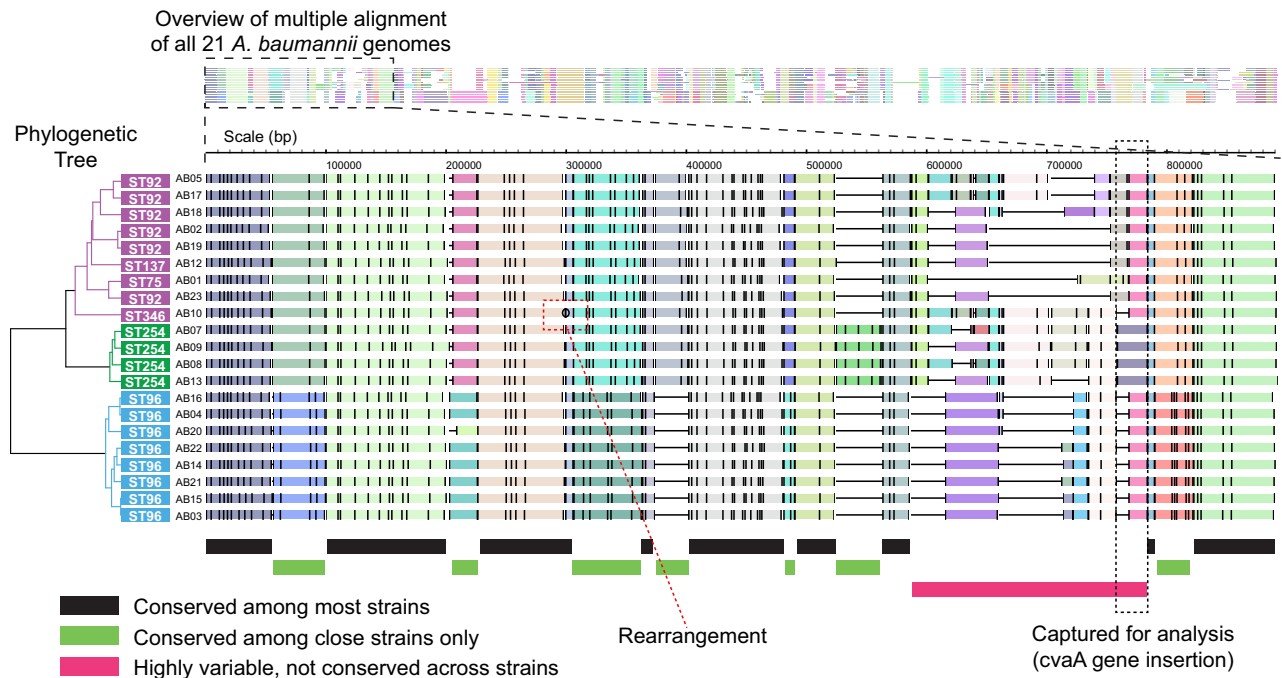 Overview of multiple alignment
of all 21 A. baumannii genomes
Phylogenetic
Tree
Scale (bp)
100000 200000 300000 400000 500000 600000 700000 800000
ST92 AB05
ST92 AB17
ST92 AB18
ST92 AB02
ST92 AB19
ST137 AB12
ST75 AB01
ST92 AB23
ST346 AB10
ST254 AB07
ST254 AB09
ST254 AB08
ST254 AB13
ST96 AB16
ST96 AB04
ST96 AB20
ST96 AB22
ST96 AB14
ST96 AB21
ST96 AB15
ST96 AB03
Conserved among most strains
Conserved among close strains only
Highly variable, not conserved across strains
Rearrangement
Captured for analysis
(cvaA gene insertion)